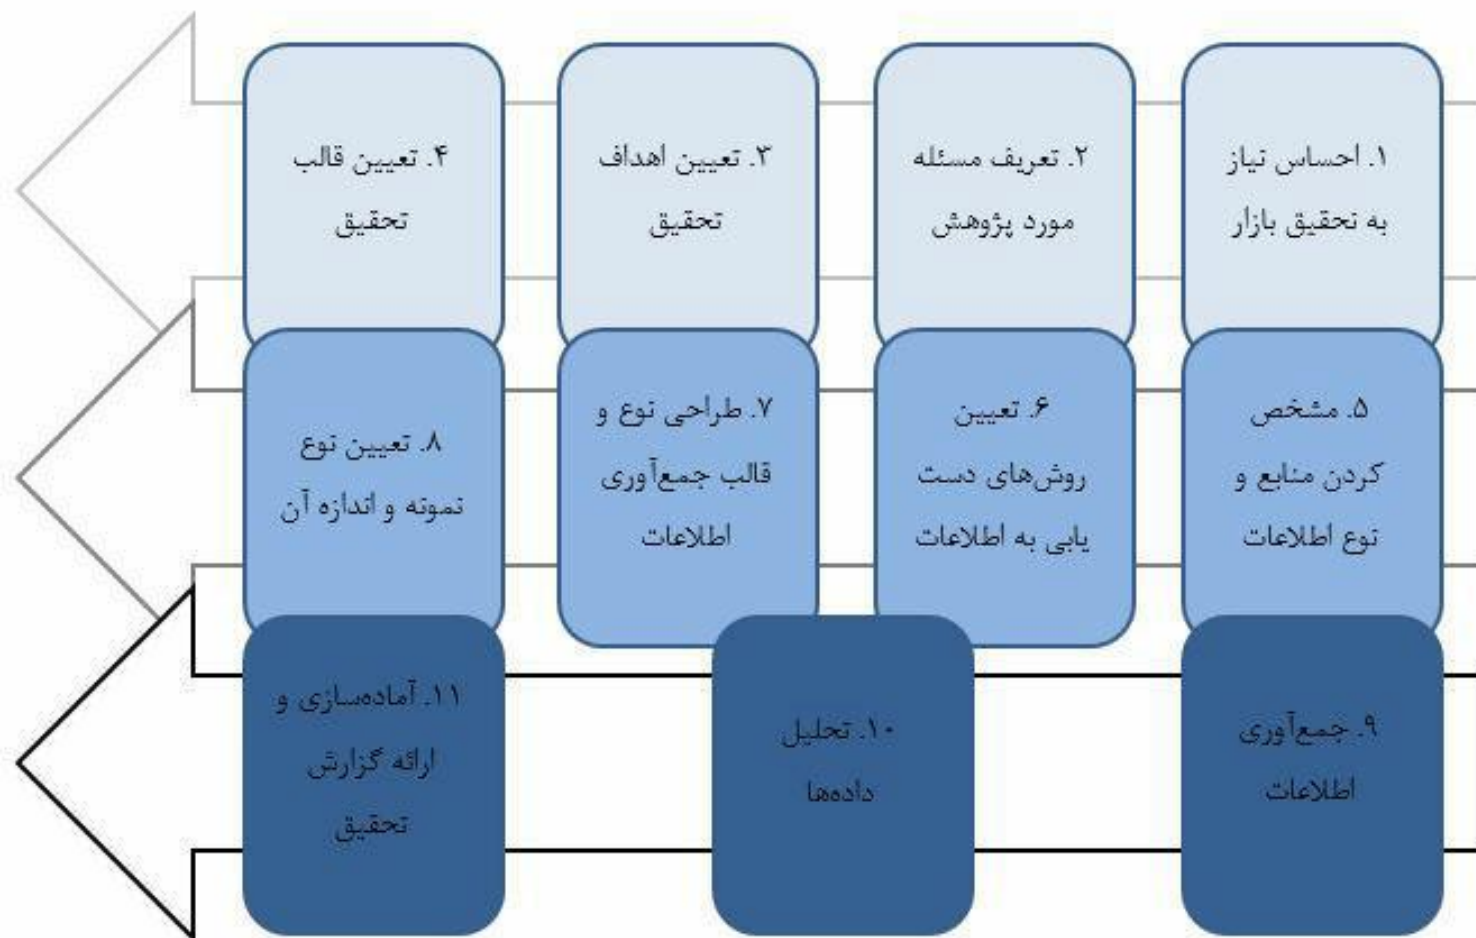 ۱. احساس نیاز
به تحقیق بازار
۲. تعریف مسئله
مورد پژوهش
۳. تعیین اهداف
تحقیق
۴. تعیین قالب
تحقیق
۵. مشخص
کردن منابع و
نوع اطلاعات
۶. تعیین
روش‌های دست
یابی به اطلاعات
۷. طراحی نوع و
قالب جمع‌آوری
اطلاعات
۸. تعیین نوع
نمونه و اندازه آن
۹. جمع‌آوری
اطلاعات
۱۰. تحلیل
داده‌ها
۱۱. آماده‌سازی و
ارائه گزارش
تحقیق